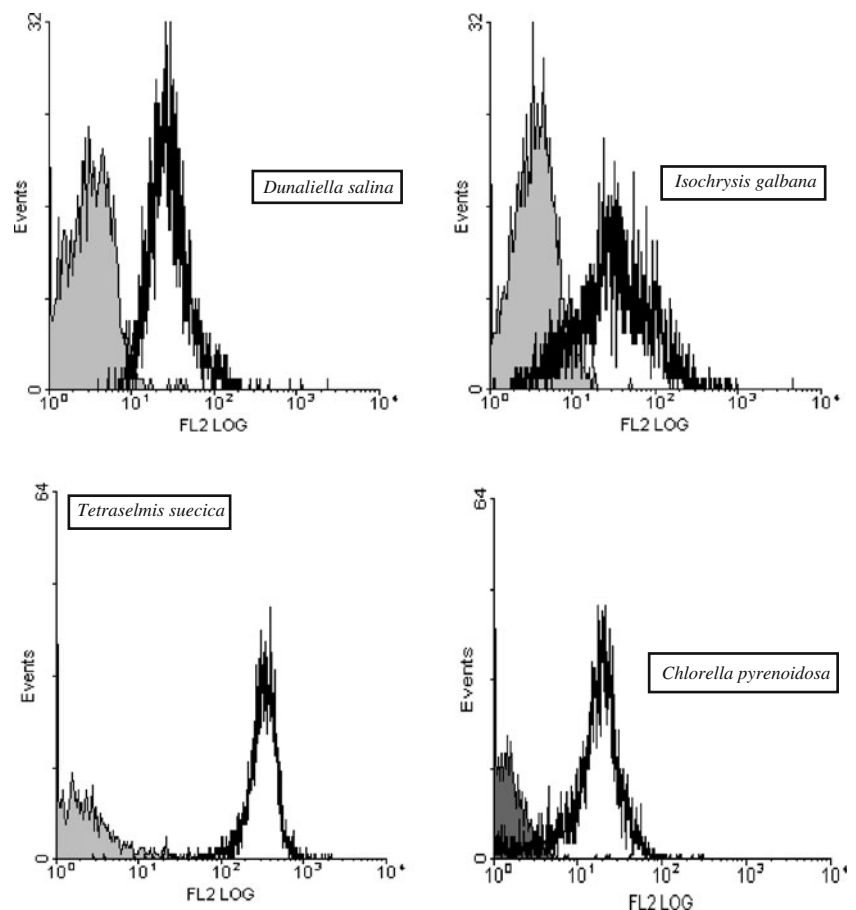 32
Events
0
10⁰ 10¹ 10² 10³ 10⁴
FL2 LOG
Dunaliella salina
32
Events
0
10⁰ 10¹ 10² 10³ 10⁴
FL2 LOG
Isochrysis galbana
64
Events
0
10⁰ 10¹ 10² 10³ 10⁴
FL2 LOG
Tetraselmis suecica
64
Events
0
10⁰ 10¹ 10² 10³ 10⁴
FL2 LOG
Chlorella pyrenoidosa